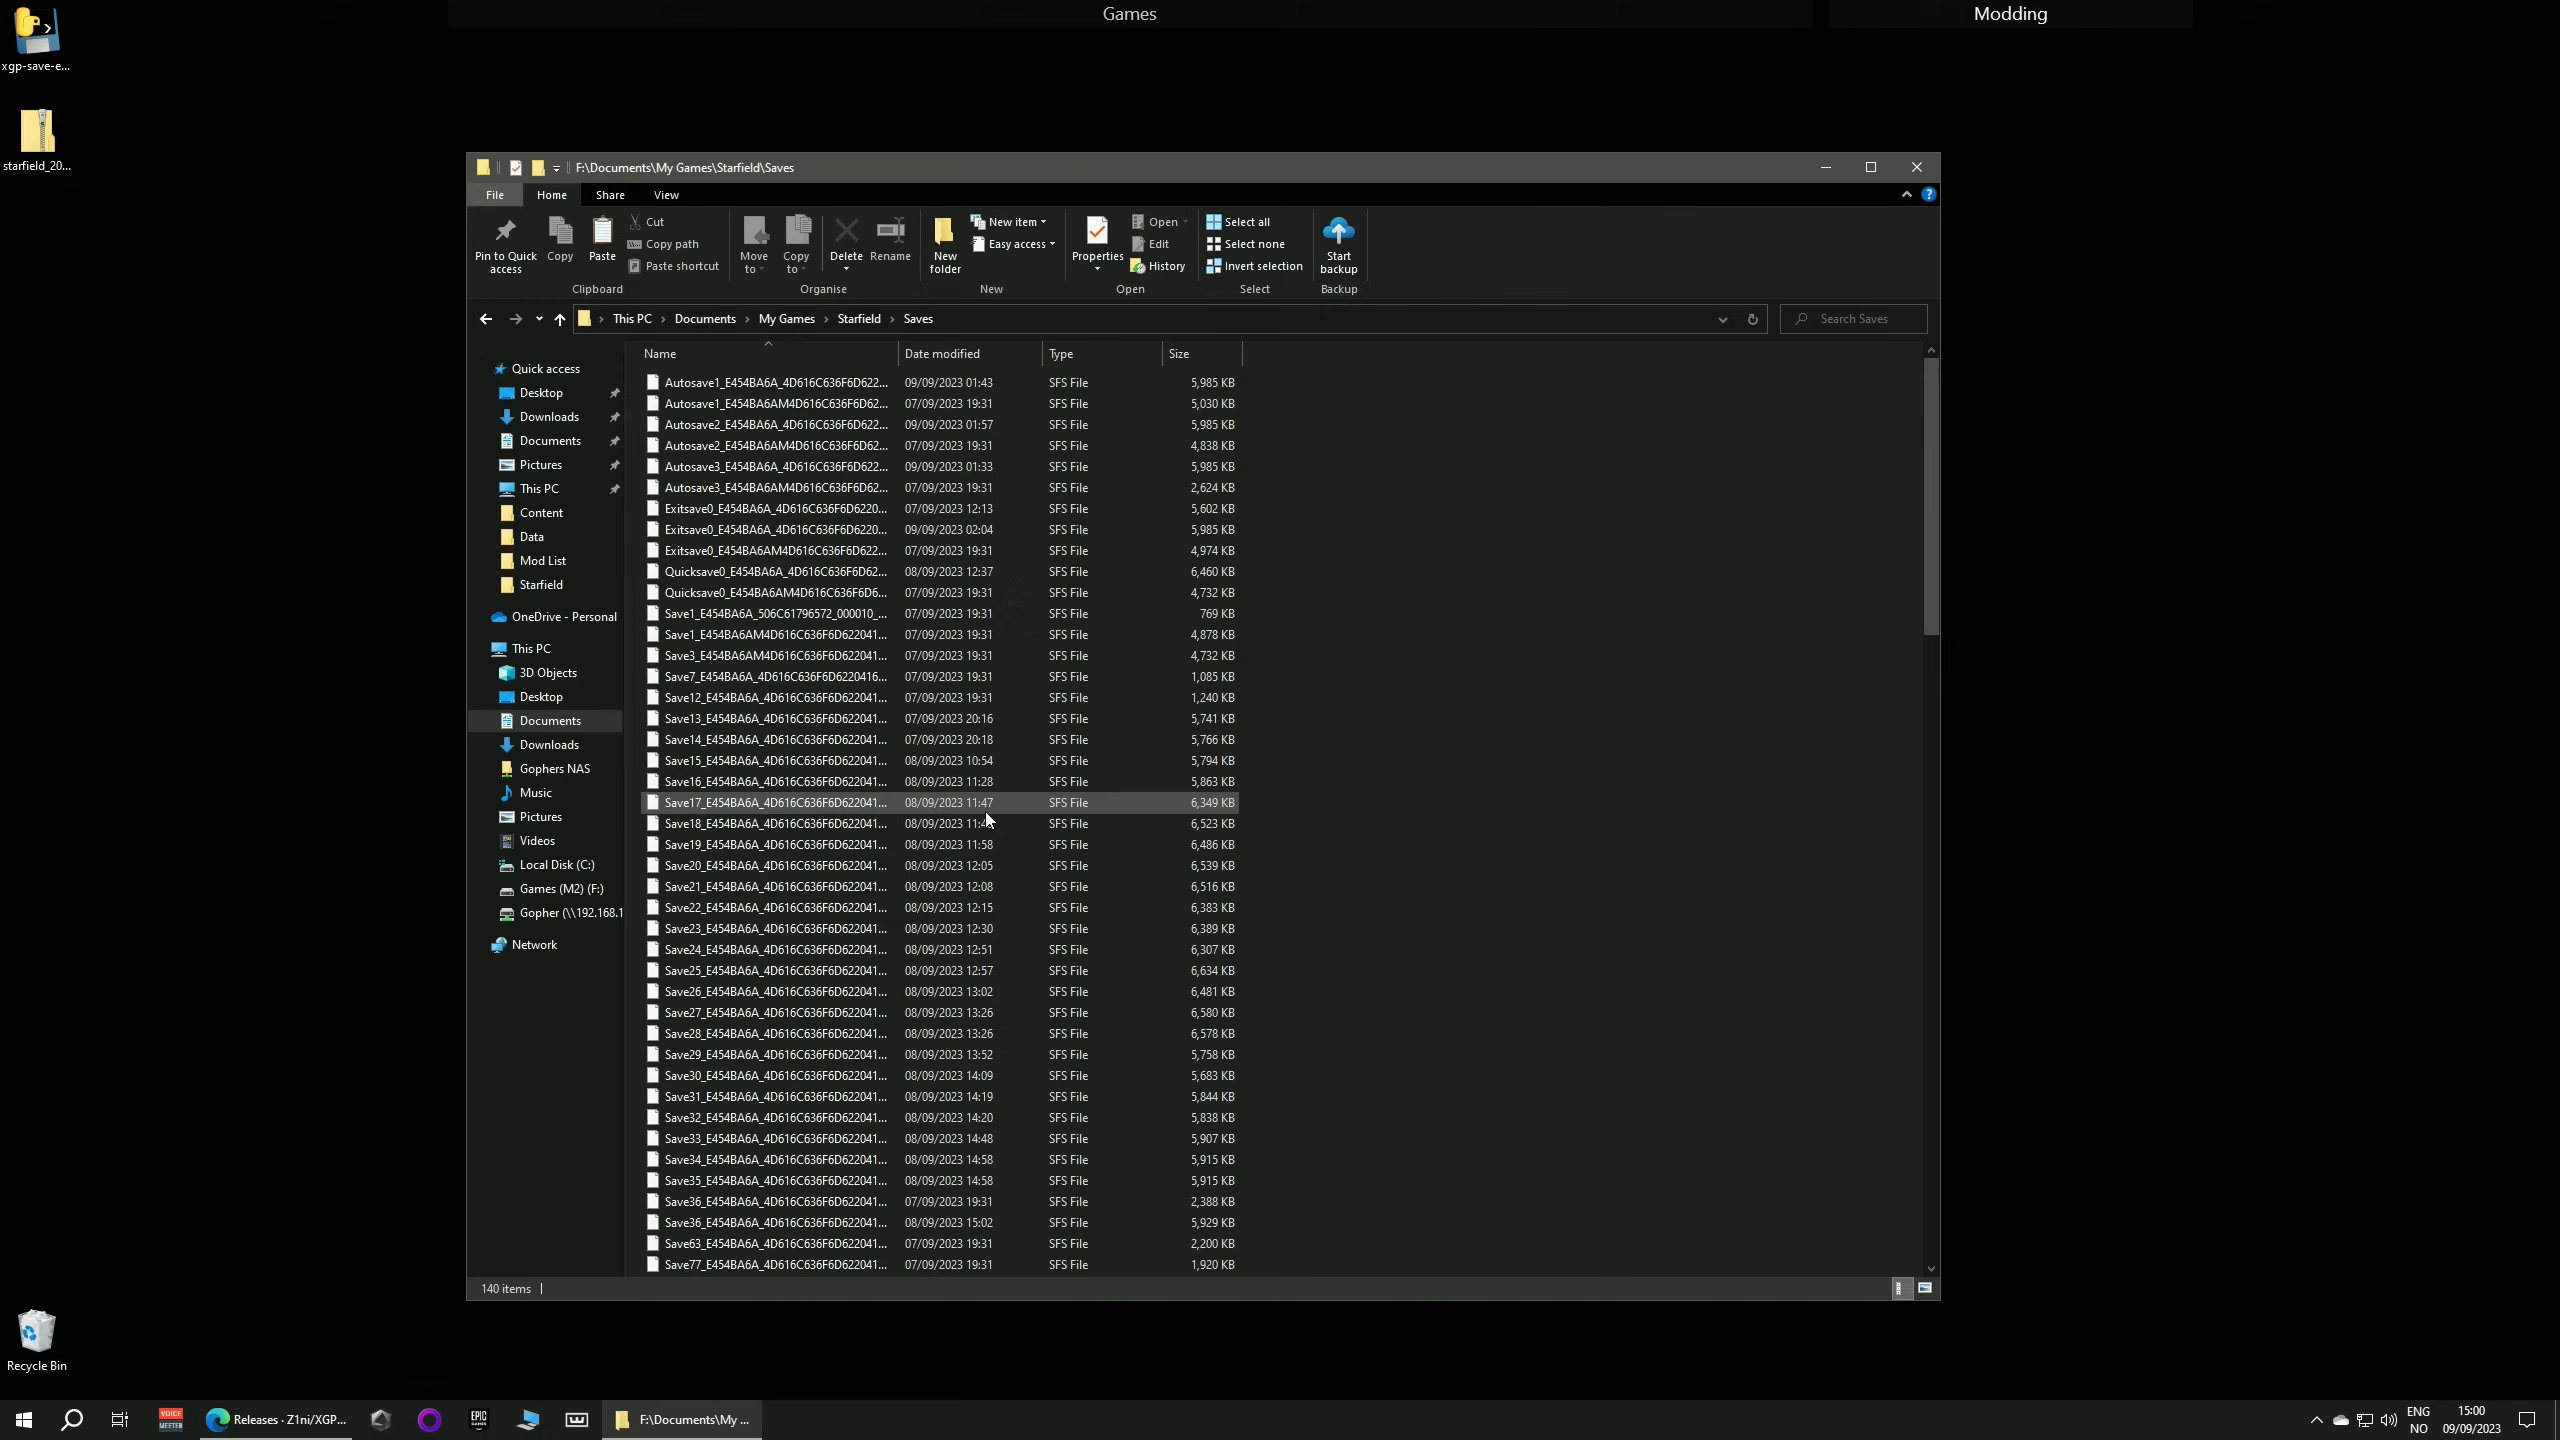 Games
Modding
xgp-save-e...
starfield_20...
F:\Documents\My Games\Starfield\Saves
File Home Share View
Pin to Quick access
Copy
Paste
Cut
Copy path
Paste shortcut
Move to
Copy to
Delete
Rename
New folder
New item
Easy access
Properties
Open
Edit
History
Select all
Select none
Invert selection
Start backup
Clipboard Organise New Open Select Backup
This PC > Documents > My Games > Starfield > Saves
Search Saves
Quick access
Desktop
Downloads
Documents
Pictures
This PC
Content
Data
Mod List
Starfield
OneDrive - Personal
This PC
3D Objects
Desktop
Documents
Downloads
Gophers NAS
Music
Pictures
Videos
Local Disk (C:)
Games (M2) (F:)
Gopher (\\192.168.1
Network
Name Date modified Type Size
Autosave1_E454BA6A_4D616C636F6D622... 09/09/2023 01:43 SFS File 5,985 KB
Autosave1_E454BA6AM4D616C636F6D62... 07/09/2023 19:31 SFS File 5,030 KB
Autosave2_E454BA6A_4D616C636F6D622... 09/09/2023 01:57 SFS File 5,985 KB
Autosave2_E454BA6AM4D616C636F6D62... 07/09/2023 19:31 SFS File 4,838 KB
Autosave3_E454BA6A_4D616C636F6D622... 09/09/2023 01:33 SFS File 5,985 KB
Autosave3_E454BA6AM4D616C636F6D62... 07/09/2023 19:31 SFS File 2,624 KB
Exitsave0_E454BA6A_4D616C636F6D6220... 07/09/2023 12:13 SFS File 5,602 KB
Exitsave0_E454BA6A_4D616C636F6D6220... 09/09/2023 02:04 SFS File 5,985 KB
Exitsave0_E454BA6AM4D616C636F6D622... 07/09/2023 19:31 SFS File 4,974 KB
Quicksave0_E454BA6A_4D616C636F6D62... 08/09/2023 12:37 SFS File 6,460 KB
Quicksave0_E454BA6AM4D616C636F6D6... 07/09/2023 19:31 SFS File 4,732 KB
Save1_E454BA6A_506C61796572_000010_... 07/09/2023 19:31 SFS File 769 KB
Save1_E454BA6AM4D616C636F6D622041... 07/09/2023 19:31 SFS File 4,878 KB
Save3_E454BA6AM4D616C636F6D622041... 07/09/2023 19:31 SFS File 4,732 KB
Save7_E454BA6A_4D616C636F6D6220416... 07/09/2023 19:31 SFS File 1,085 KB
Save12_E454BA6A_4D616C636F6D622041... 07/09/2023 19:31 SFS File 1,240 KB
Save13_E454BA6A_4D616C636F6D622041... 07/09/2023 20:16 SFS File 5,741 KB
Save14_E454BA6A_4D616C636F6D622041... 07/09/2023 20:18 SFS File 5,766 KB
Save15_E454BA6A_4D616C636F6D622041... 08/09/2023 10:54 SFS File 5,794 KB
Save16_E454BA6A_4D616C636F6D622041... 08/09/2023 11:28 SFS File 5,863 KB
Save17_E454BA6A_4D616C636F6D622041... 08/09/2023 11:47 SFS File 6,349 KB
Save18_E454BA6A_4D616C636F6D622041... 08/09/2023 SFS File 6,523 KB
Save19_E454BA6A_4D616C636F6D622041... 08/09/2023 11:58 SFS File 6,486 KB
Save20_E454BA6A_4D616C636F6D622041... 08/09/2023 12:05 SFS File 6,539 KB
Save21_E454BA6A_4D616C636F6D622041... 08/09/2023 12:08 SFS File 6,516 KB
Save22_E454BA6A_4D616C636F6D622041... 08/09/2023 12:15 SFS File 6,383 KB
Save23_E454BA6A_4D616C636F6D622041... 08/09/2023 12:30 SFS File 6,389 KB
Save24_E454BA6A_4D616C636F6D622041... 08/09/2023 12:51 SFS File 6,307 KB
Save25_E454BA6A_4D616C636F6D622041... 08/09/2023 12:57 SFS File 6,634 KB
Save26_E454BA6A_4D616C636F6D622041... 08/09/2023 13:02 SFS File 6,481 KB
Save27_E454BA6A_4D616C636F6D622041... 08/09/2023 13:26 SFS File 6,580 KB
Save28_E454BA6A_4D616C636F6D622041... 08/09/2023 13:26 SFS File 6,578 KB
Save29_E454BA6A_4D616C636F6D622041... 08/09/2023 13:52 SFS File 5,758 KB
Save30_E454BA6A_4D616C636F6D622041... 08/09/2023 14:09 SFS File 5,683 KB
Save31_E454BA6A_4D616C636F6D622041... 08/09/2023 14:19 SFS File 5,844 KB
Save32_E454BA6A_4D616C636F6D622041... 08/09/2023 14:20 SFS File 5,838 KB
Save33_E454BA6A_4D616C636F6D622041... 08/09/2023 14:48 SFS File 5,907 KB
Save34_E454BA6A_4D616C636F6D622041... 08/09/2023 14:58 SFS File 5,915 KB
Save35_E454BA6A_4D616C636F6D622041... 08/09/2023 14:58 SFS File 5,915 KB
Save36_E454BA6A_4D616C636F6D622041... 07/09/2023 19:31 SFS File 2,388 KB
Save36_E454BA6A_4D616C636F6D622041... 08/09/2023 15:02 SFS File 5,929 KB
Save63_E454BA6A_4D616C636F6D622041... 07/09/2023 19:31 SFS File 2,200 KB
Save77_E454BA6A_4D616C636F6D622041... 07/09/2023 19:31 SFS File 1,920 KB
140 items
Recycle Bin
VOICE
MEETER
Releases · Z1ni/XGP...
EPIC
GAMES
F:\Documents\My ...
ENG
NO
15:00
09/09/2023